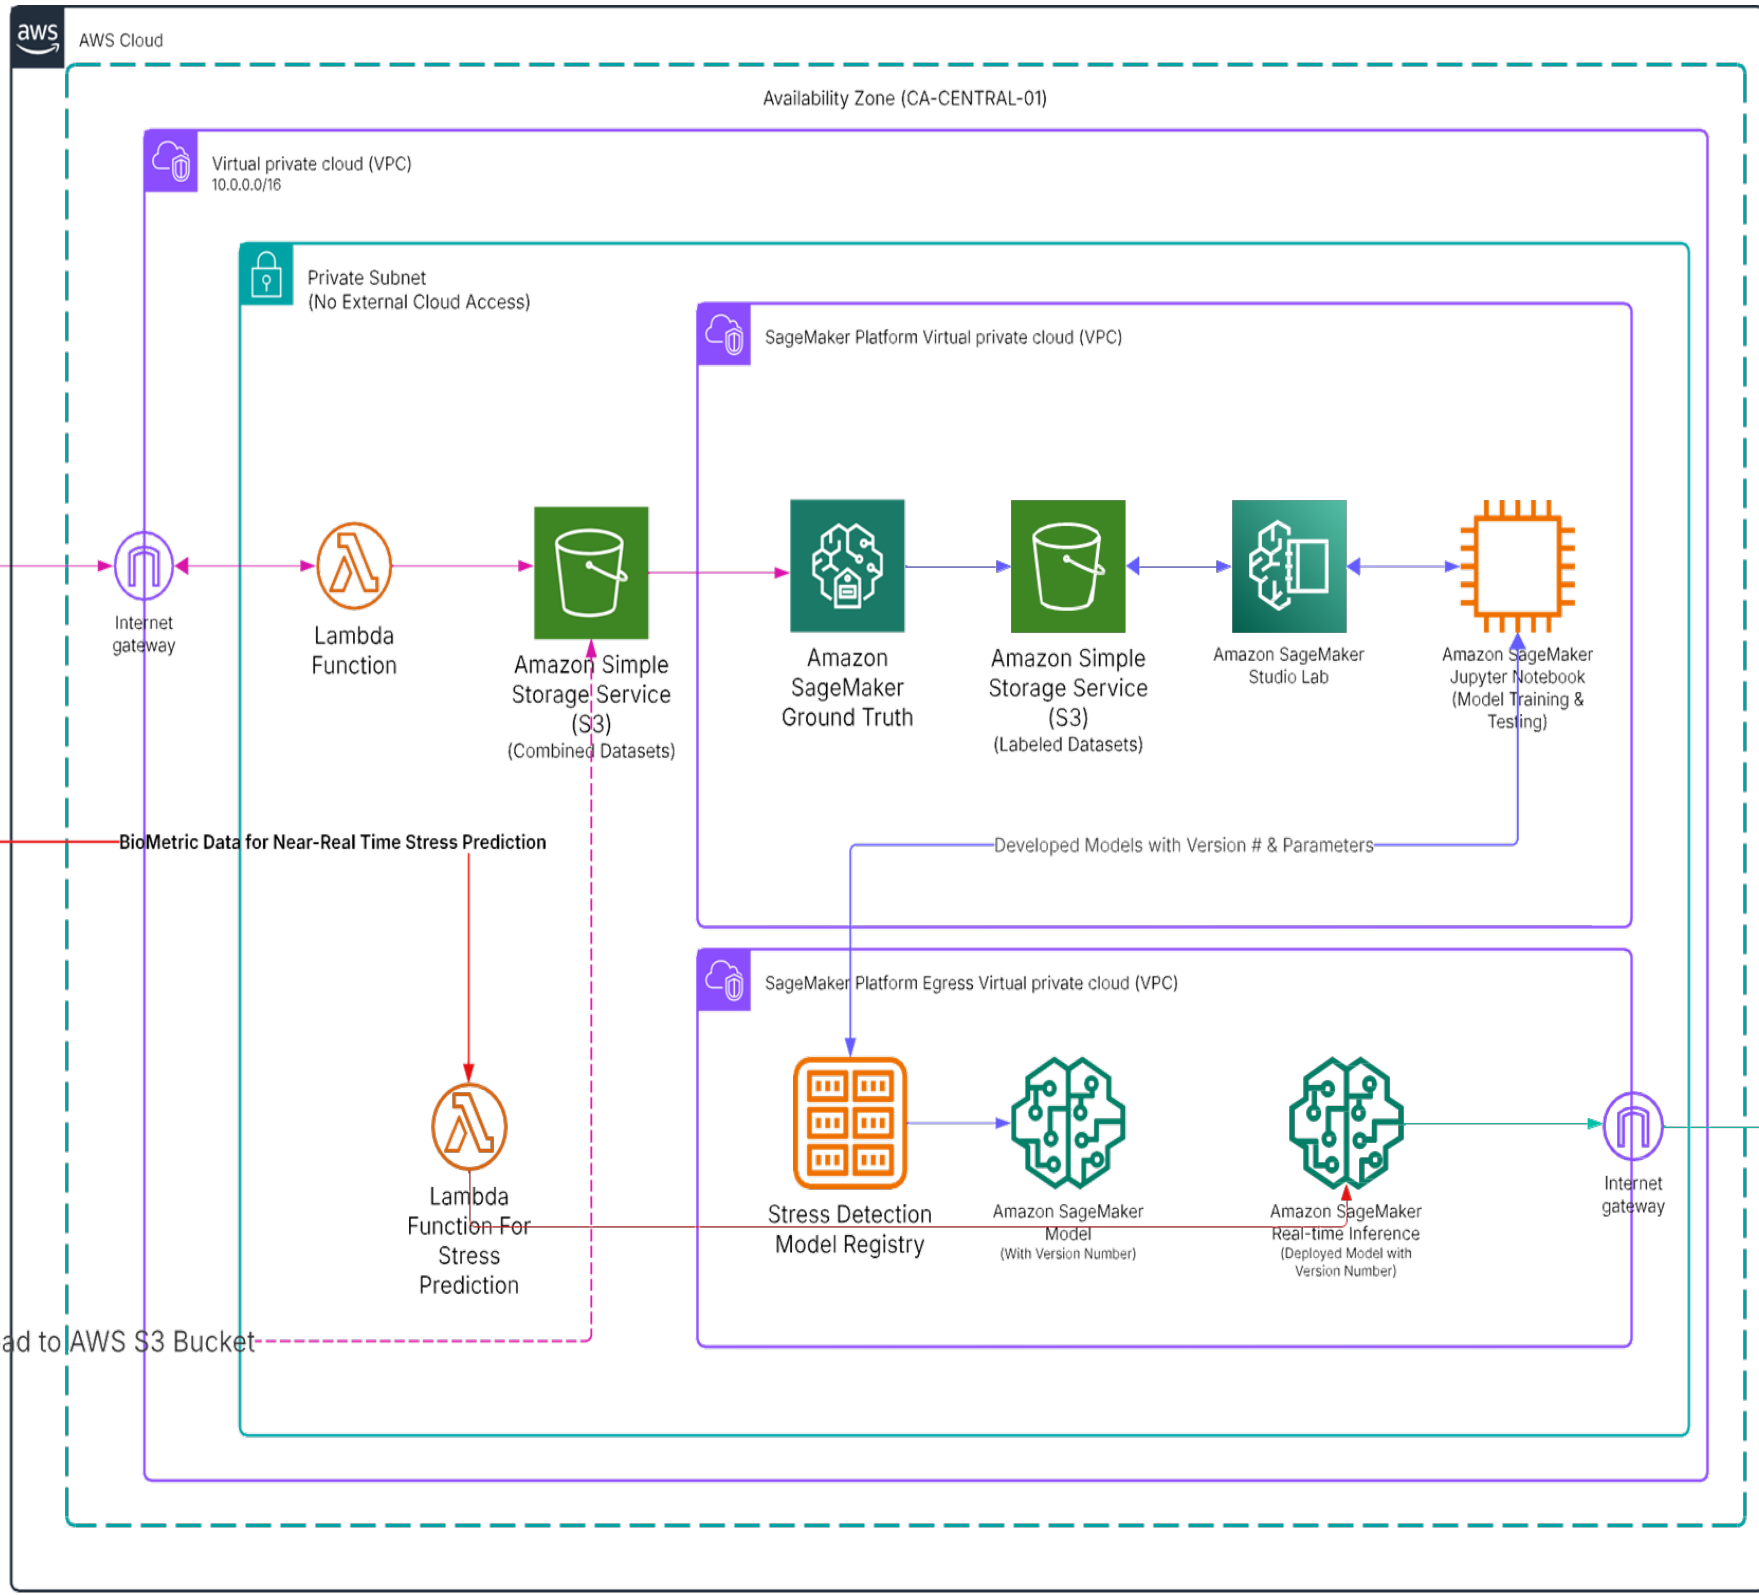 aws
AWS Cloud
Availability Zone (CA-CENTRAL-01)
Virtual private cloud (VPC)
10.0.0.0/16
Private Subnet
(No External Cloud Access)
SageMaker Platform Virtual private cloud (VPC)
Internet
gateway
Lambda
Function
Amazon Simple
Storage Service
(S3)
(Combined Datasets)
Amazon
SageMaker
Ground Truth
Amazon Simple
Storage Service
(S3)
(Labeled Datasets)
Amazon SageMaker
Studio Lab
Amazon SageMaker
Jupyter Notebook
(Model Training &
Testing)
BioMetric Data for Near-Real Time Stress Prediction
Developed Models with Version # & Parameters
SageMaker Platform Egress Virtual private cloud (VPC)
Lambda
Function For
Stress
Prediction
Stress Detection
Model Registry
Amazon SageMaker
Model
(With Version Number)
Amazon SageMaker
Real-time Inference
(Deployed Model with
Version Number)
Internet
gateway
to AWS S3 Bucket